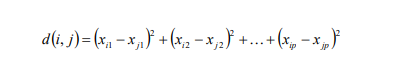 d(i, j) = (x_{i1} − x_{j1})² + (x_{i2} − x_{j2})² + … + (x_{ip} − x_{jp})²